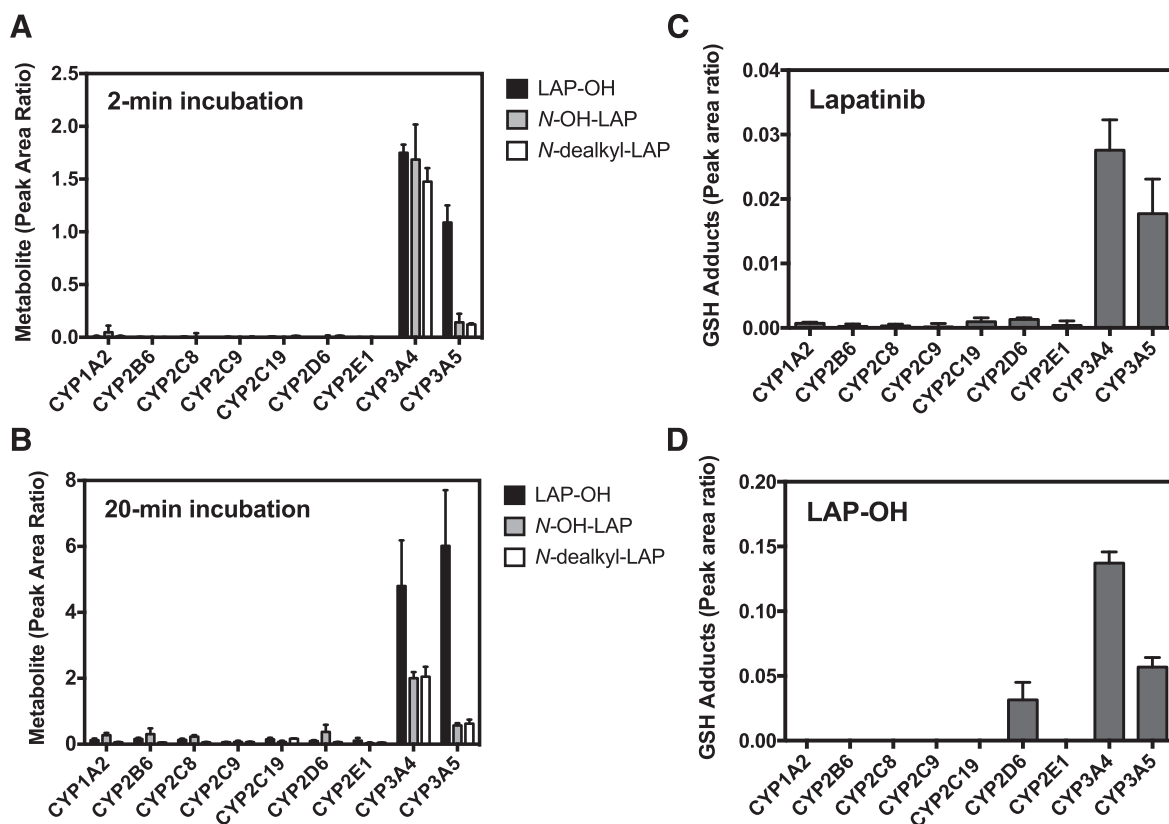 A
Metabolite (Peak Area Ratio)
2.5
2.0
1.5
1.0
0.5
0.0
2-min incubation
LAP-OH
N-OH-LAP
N-dealkyl-LAP
CYP1A2
CYP2B6
CYP2C8
CYP2C9
CYP2C19
CYP2D6
CYP2E1
CYP3A4
CYP3A5
B
Metabolite (Peak Area Ratio)
8
6
4
2
0
20-min incubation
LAP-OH
N-OH-LAP
N-dealkyl-LAP
CYP1A2
CYP2B6
CYP2C8
CYP2C9
CYP2C19
CYP2D6
CYP2E1
CYP3A4
CYP3A5
C
GSH Adducts (Peak area ratio)
0.04
0.03
0.02
0.01
0.00
Lapatinib
CYP1A2
CYP2B6
CYP2C8
CYP2C9
CYP2C19
CYP2D6
CYP2E1
CYP3A4
CYP3A5
D
GSH Adducts (Peak area ratio)
0.20
0.15
0.10
0.05
0.00
LAP-OH
CYP1A2
CYP2B6
CYP2C8
CYP2C9
CYP2C19
CYP2D6
CYP2E1
CYP3A4
CYP3A5